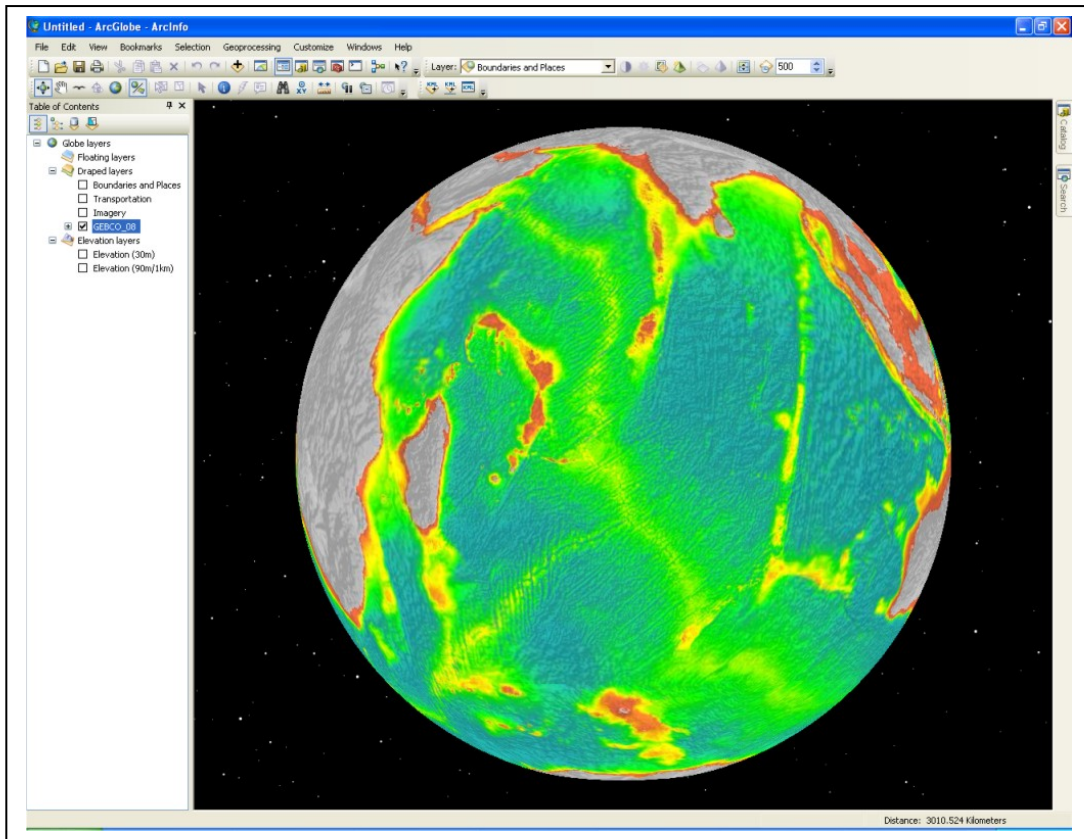 Untitled - ArcGlobe - ArcInfo
File Edit View Bookmarks Selection Geoprocessing Customize Windows Help
Layer: Boundaries and Places 500
Table of Contents
Globe layers
Floating layers
Draped layers
Boundaries and Places
Transportation
Imagery
GEBCO_08
Elevation layers
Elevation (30m)
Elevation (90m/1km)
Catalog
Search
Distance: 3010.524 Kilometers